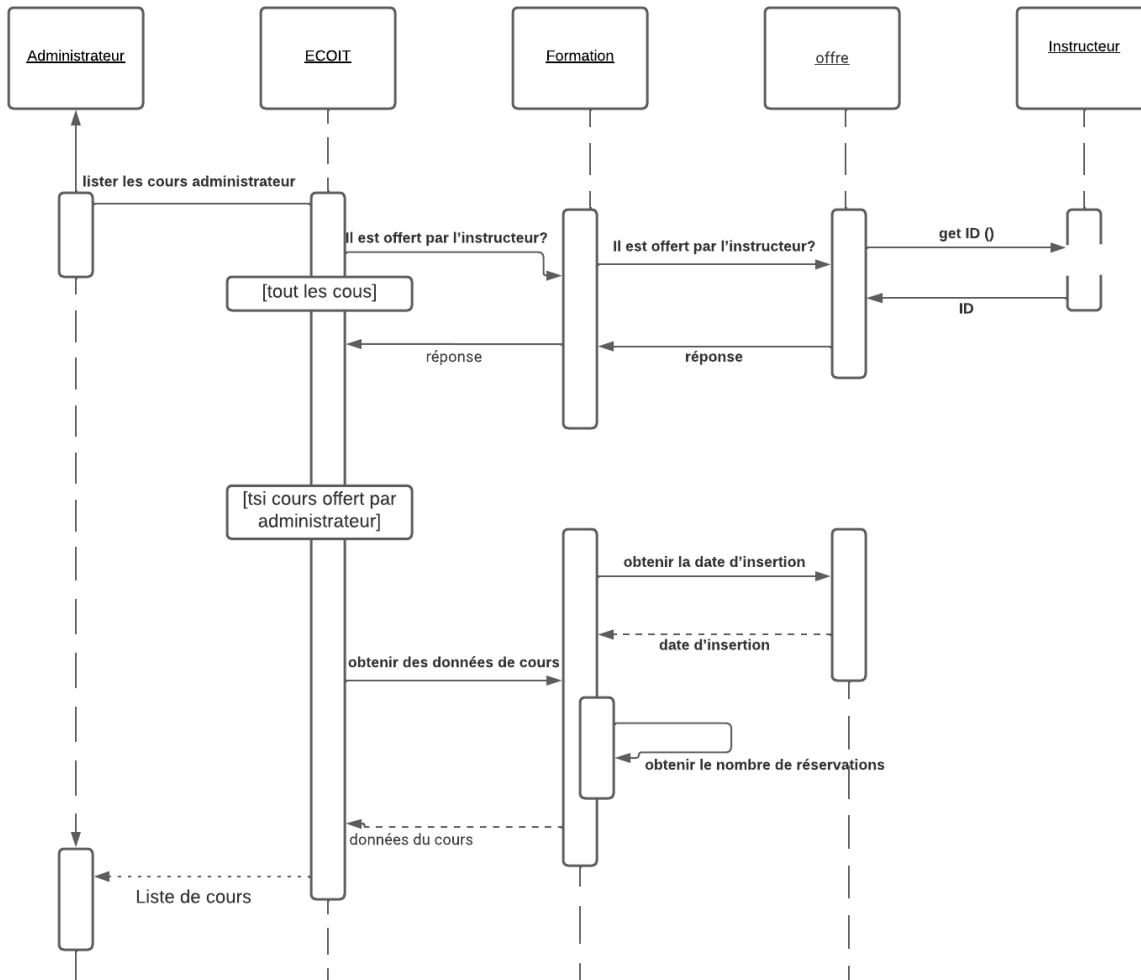 Administrateur
ECOIT
Formation
offre
Instructeur
lister les cours administrateur
Il est offert par l'instructeur?
Il est offert par l'instructeur?
get ID ()
[tout les cous]
ID
réponse
réponse
[tsi cours offert par
administrateur]
obtenir la date d'insertion
date d'insertion
obtenir des données de cours
obtenir le nombre de réservations
données du cours
Liste de cours